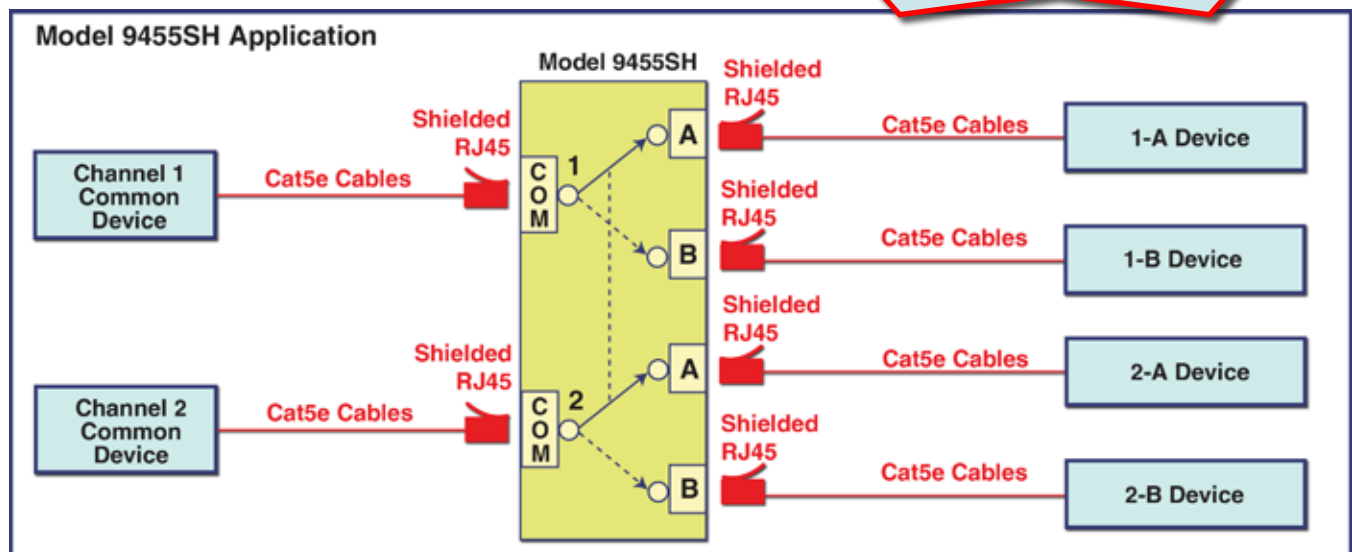 Model 9455SH Application
Model 9455SH
Channel 1
Common
Device
Cat5e Cables
Shielded
RJ45
COM
1
A
B
Shielded
RJ45
Cat5e Cables
1-A Device
Shielded
RJ45
Cat5e Cables
1-B Device
Channel 2
Common
Device
Cat5e Cables
Shielded
RJ45
COM
2
A
B
Shielded
RJ45
Cat5e Cables
2-A Device
Shielded
RJ45
Cat5e Cables
2-B Device